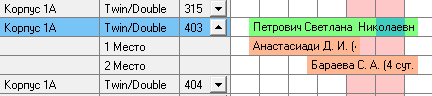 Корпус 1А Twin/Double 315
Корпус 1А Twin/Double 403 Петрович Светлана Николаевн
1 Место Анастасиади Д. И. (
2 Место Бараева С. А. (4 сут.
Корпус 1А Twin/Double 404